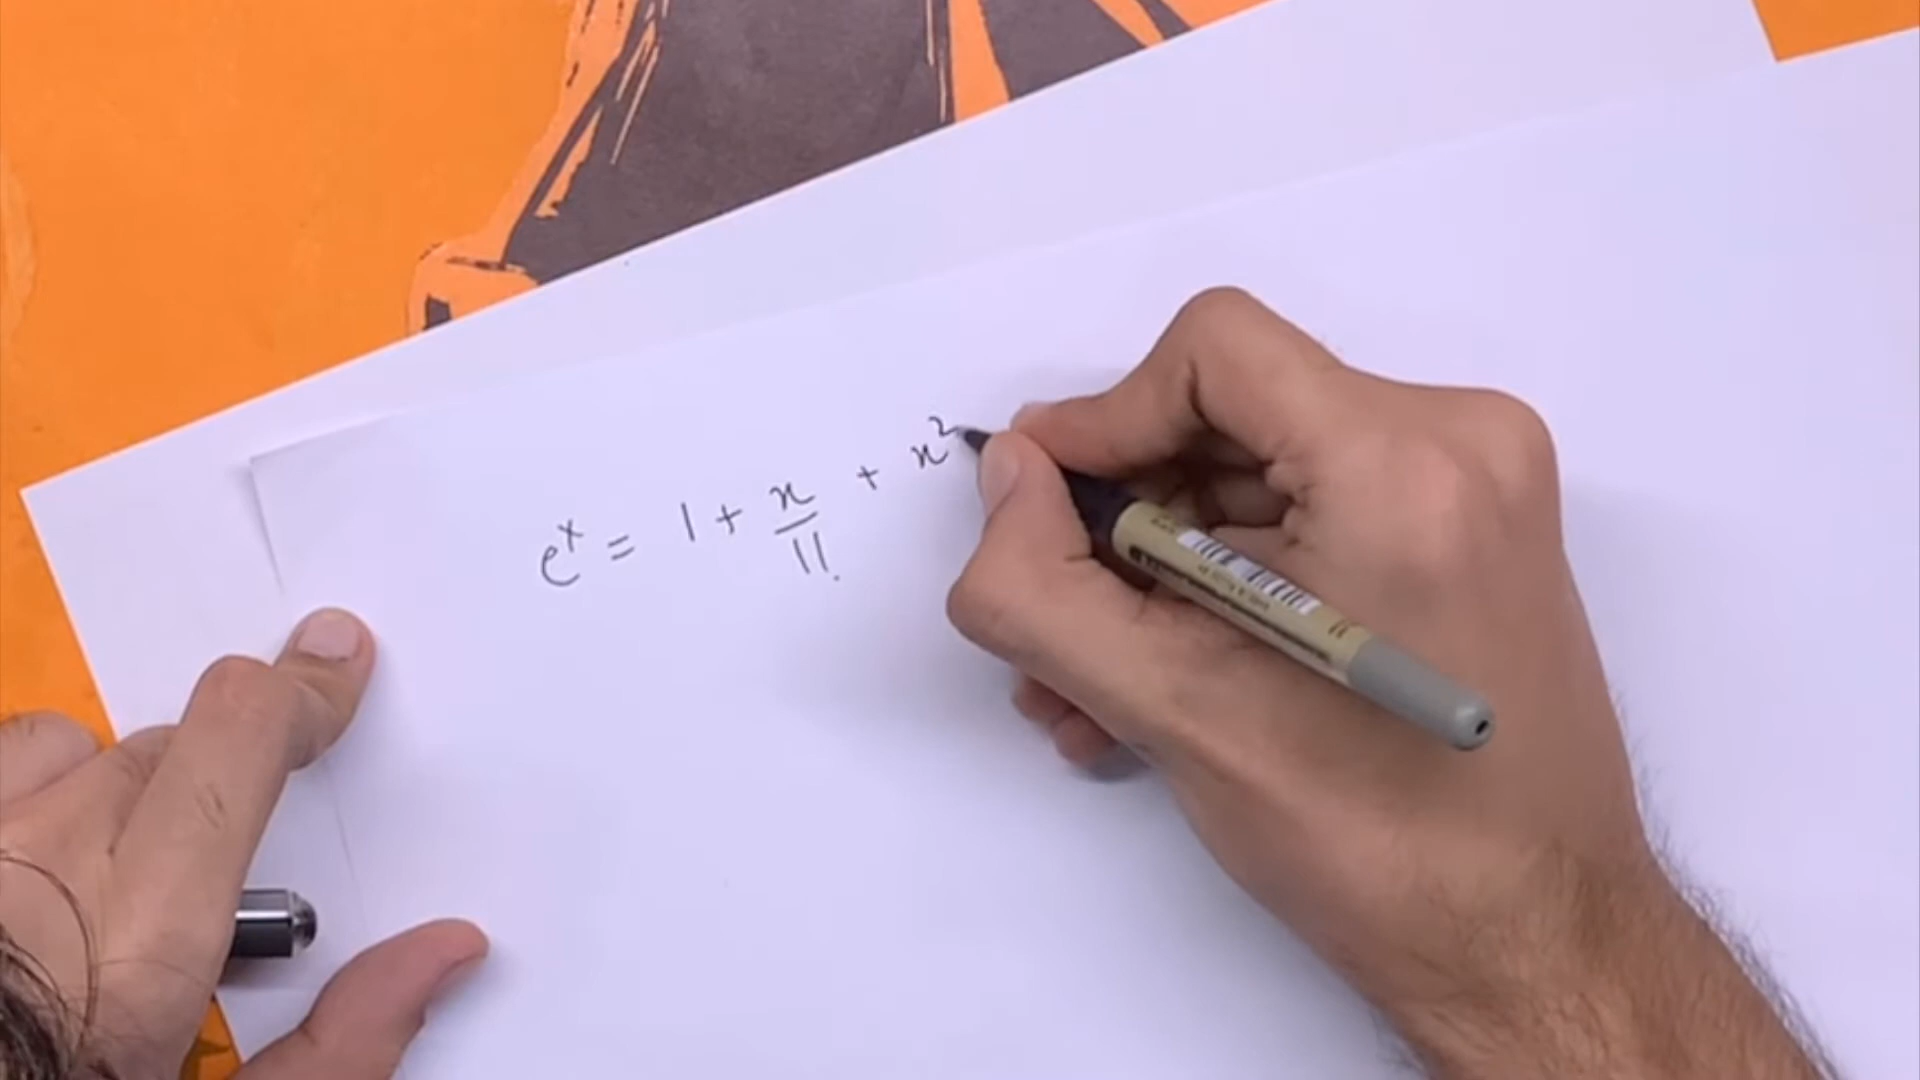 e^x = 1 + x/1! + x^2